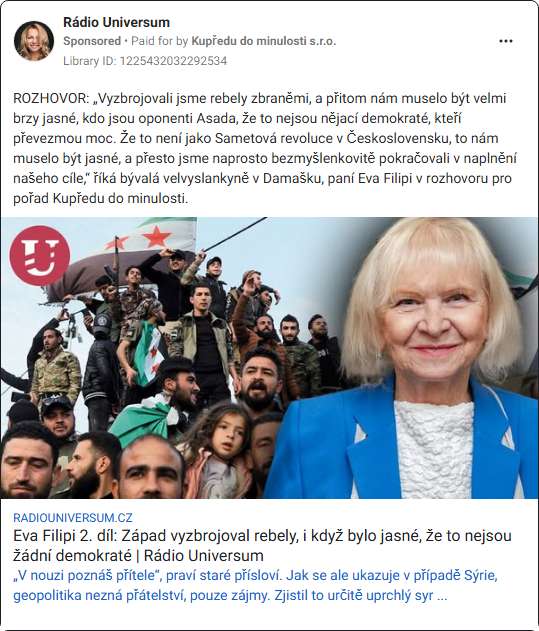 Rádio Universum
Sponsored • Paid for by Kupředu do minulosti s.r.o.
Library ID: 1225432032292534
ROZHOVOR: „Vyzbrojovali jsme rebely zbraněmi, a přitom nám muselo být velmi
brzy jasné, kdo jsou oponenti Asada, že to nejsou nějací demokraté, kteří
převezmou moc. Že to není jako Sametová revoluce v Československu, to nám
muselo být jasné, a přesto jsme naprosto bezmyšlenkovitě pokračovali v naplnění
našeho cíle,“ říká bývalá velvyslankyně v Damašku, paní Eva Filipi v rozhovoru pro
pořad Kupředu do minulosti.
U
RADIOUNIVERSUM.CZ
Eva Filipi 2. díl: Západ vyzbrojoval rebely, i když bylo jasné, že to nejsou
žádní demokraté | Rádio Universum
„V nouzi poznáš přítele“, praví staré přísloví. Jak se ale ukazuje v případě Sýrie,
geopolitika nezná přátelství, pouze zájmy. Zjistil to určitě uprchlý syr ...